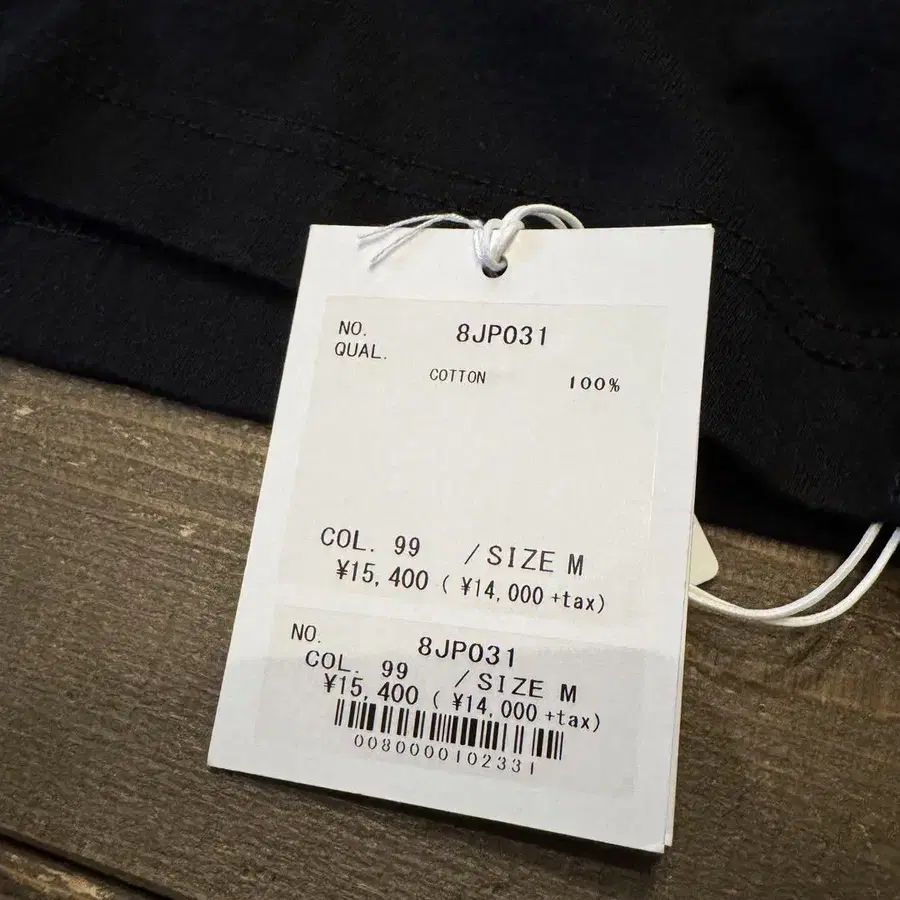 NO. 8JP031
QUAL.
COTTON 100%
COL. 99 / SIZE M
¥15,400 ( ¥14,000 +tax)
NO. 8JP031
COL. 99 / SIZE M
¥15,400 ( ¥14,000 +tax)
0080000102331